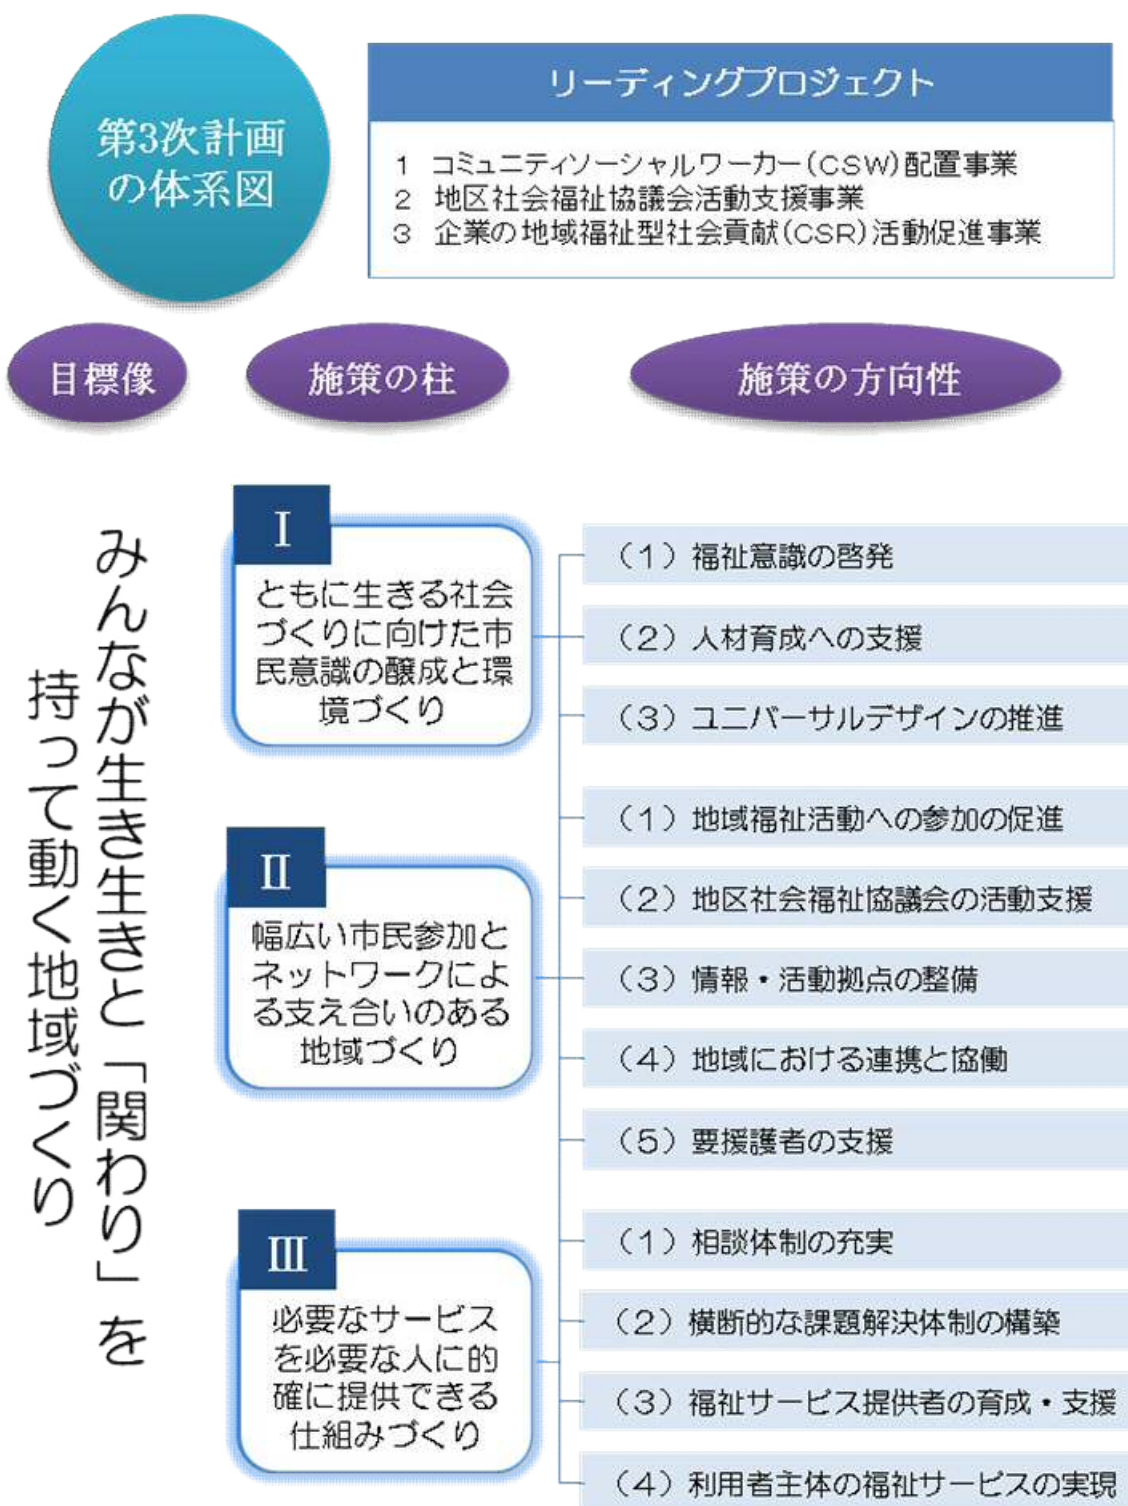 第3次計画
の体系図
リーディングプロジェクト
1 コミュニティソーシャルワーカー(CSW)配置事業
2 地区社会福祉協議会活動支援事業
3 企業の地域福祉型社会貢献(CSR)活動促進事業
目標像
施策の柱
施策の方向性
みんなが生き生きと「関わり」を
持って動く地域づくり
Ⅰ
ともに生きる社会
づくりに向けた市
民意識の醸成と環
境づくり
(1)福祉意識の啓発
(2)人材育成への支援
(3)ユニバーサルデザインの推進
Ⅱ
幅広い市民参加と
ネットワークによ
る支え合いのある
地域づくり
(1)地域福祉活動への参加の促進
(2)地区社会福祉協議会の活動支援
(3)情報・活動拠点の整備
(4)地域における連携と協働
(5)要援護者の支援
Ⅲ
必要なサービス
を必要な人に的
確に提供できる
仕組みづくり
(1)相談体制の充実
(2)横断的な課題解決体制の構築
(3)福祉サービス提供者の育成・支援
(4)利用者主体の福祉サービスの実現